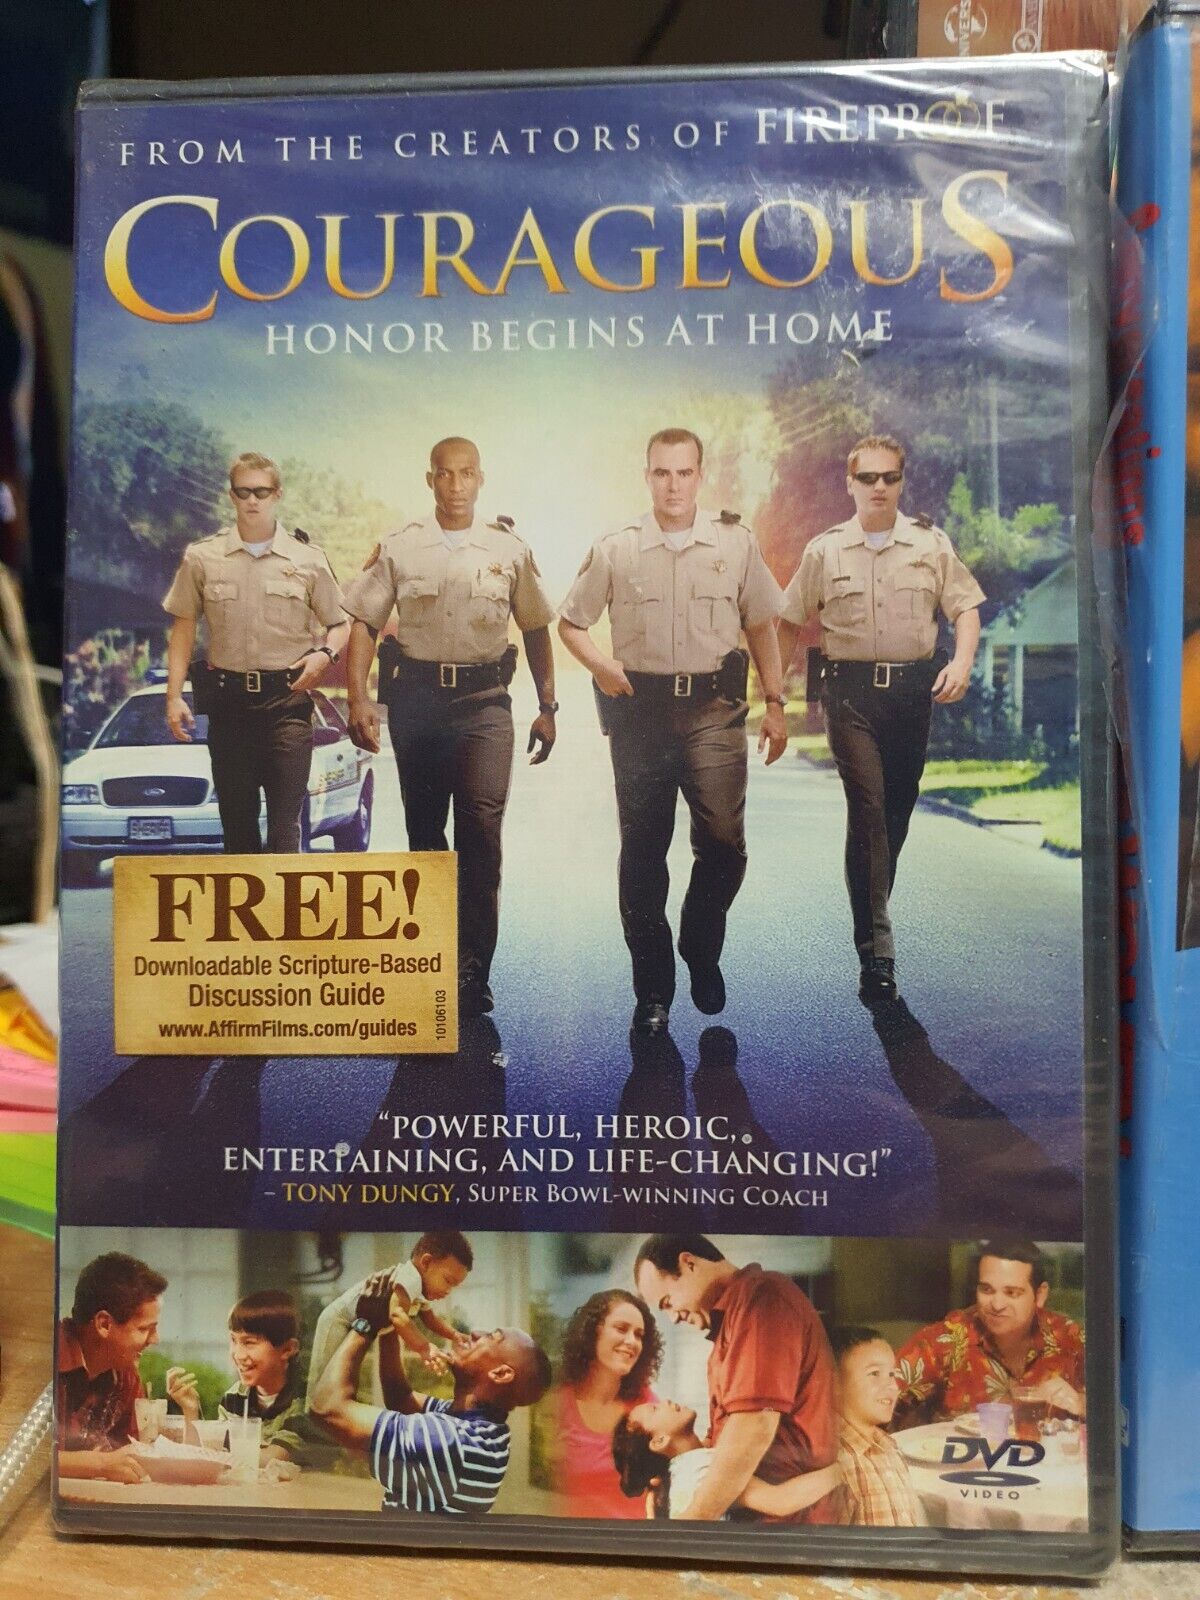 FROM THE CREATORS OF FIREPROOF
COURAGEOUS
HONOR BEGINS AT HOME
SHERIFF
FREE!
Downloadable Scripture-Based
Discussion Guide
www.AffirmFilms.com/guides
10106103
"POWERFUL, HEROIC,
ENTERTAINING, AND LIFE-CHANGING!"
– TONY DUNGY, SUPER BOWL-WINNING COACH
DVD
VIDEO